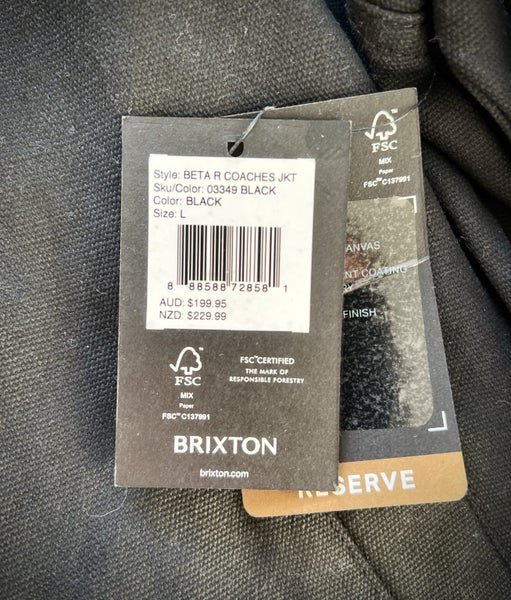 Style: BETA R COACHES JKT
Sku/Color: 03349 BLACK
Color: BLACK
Size: L
8 88588 72858 1
AUD: $199.95
NZD: $229.99
FSC
MIX
Paper
FSC™ C137991
FSC™ CERTIFIED
THE MARK OF
RESPONSIBLE FORESTRY
BRIXTON
brixton.com
FSC™
MIX
Paper
FSC™ C137991
ANVAS
NT COATING
RY
FINISH
RESERVE